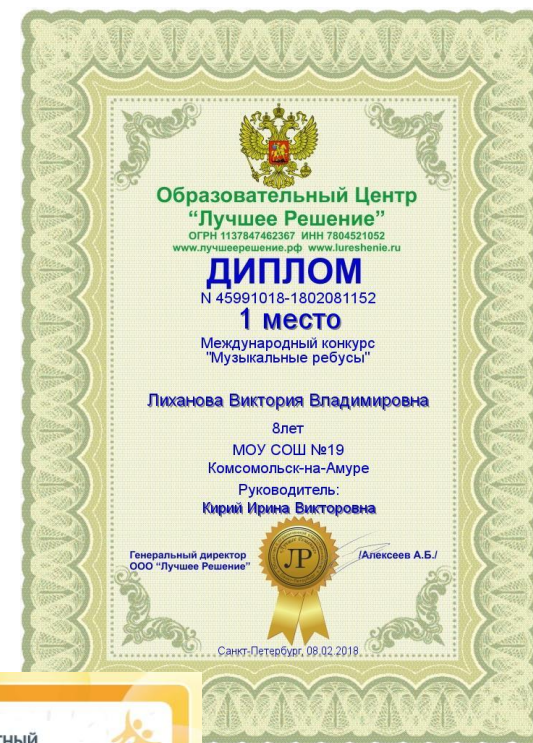 Образовательный Центр
“Лучшее Решение”
ОГРН 1137847462367 ИНН 7804521052
www.лучшеерешение.рф www.lureshenie.ru
ДИПЛОМ
N 45991018-1802081152
1 место
Международный конкурс
"Музыкальные ребусы"
Лиханова Виктория Владимировна
8лет
МОУ СОШ №19
Комсомольск-на-Амуре
Руководитель:
Кирий Ирина Викторовна
Генеральный директор
ООО “Лучшее Решение”
ЛР
/Алексеев А.Б./
Санкт-Петербург, 08.02.2018